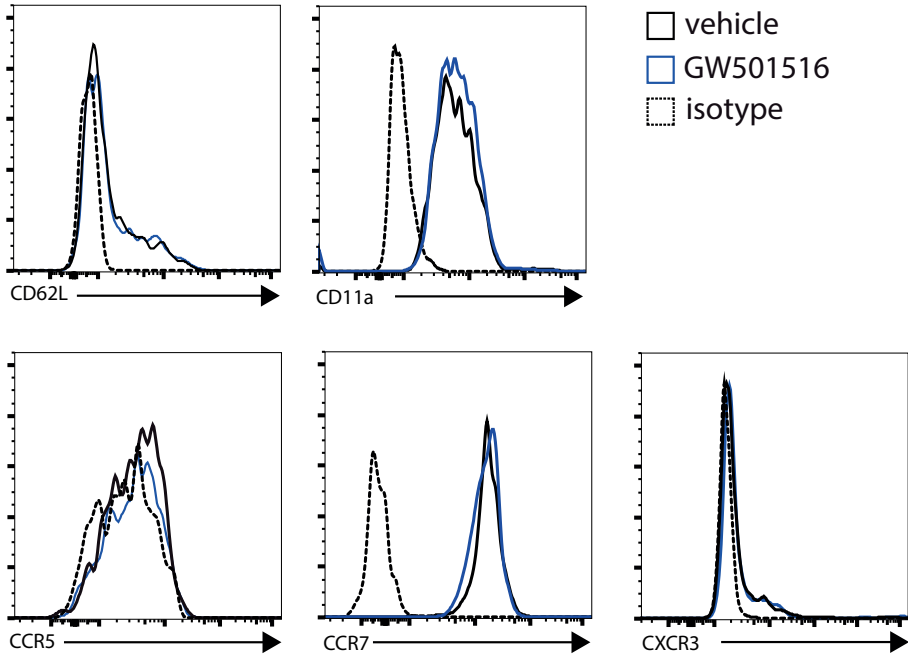 vehicle
GW501516
isotype
CD62L
CD11a
CCR5
CCR7
CXCR3